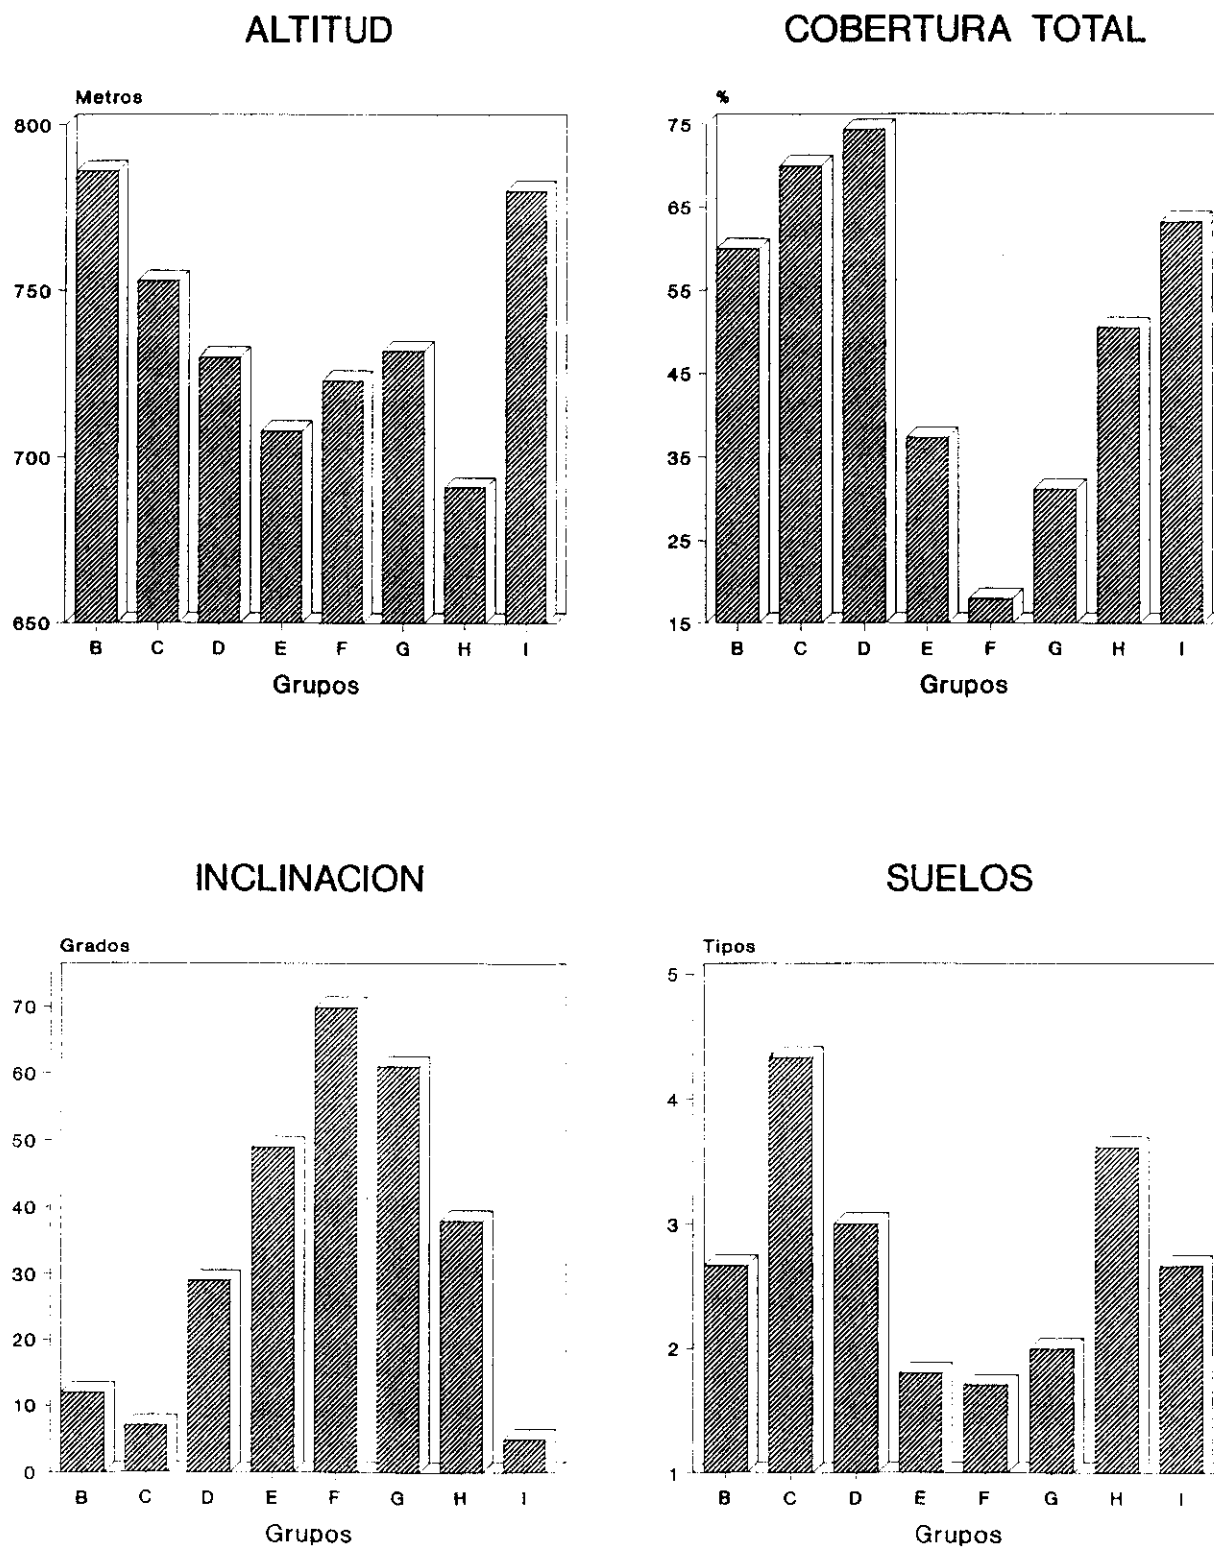 ALTITUD
Metros
800
750
700
650
B C D E F G H I
Grupos
COBERTURA TOTAL
%
75
65
55
45
35
25
15
B C D E F G H I
Grupos
INCLINACION
Grados
70
60
50
40
30
20
10
0
B C D E F G H I
Grupos
SUELOS
Tipos
5
4
3
2
1
B C D E F G H I
Grupos